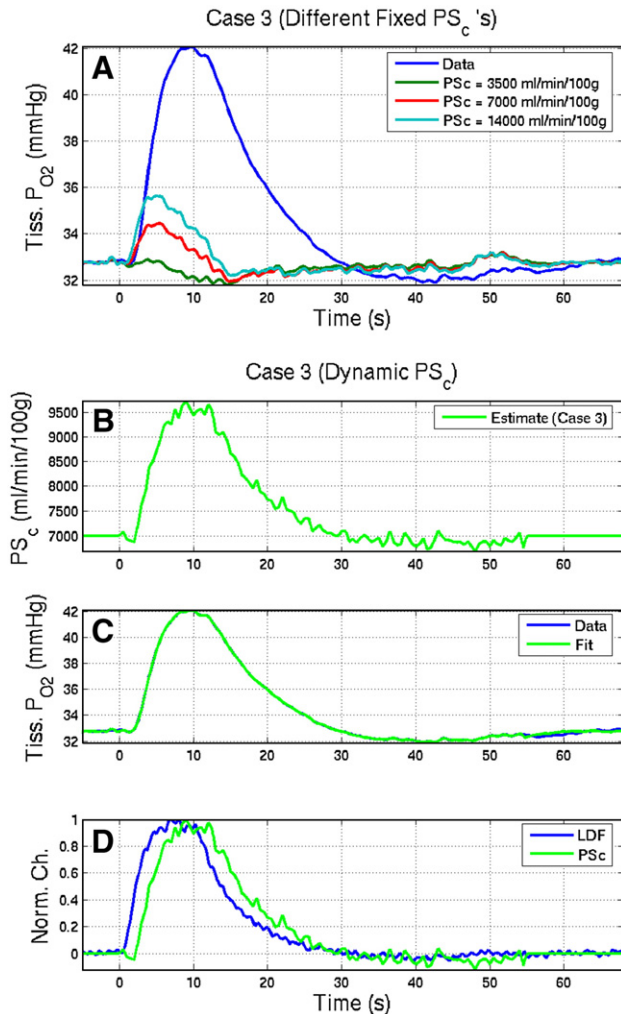 Case 3 (Different Fixed PSc 's)
A
Data
PSc = 3500 ml/min/100g
PSc = 7000 ml/min/100g
PSc = 14000 ml/min/100g
Tiss. PO2 (mmHg)
42
40
38
36
34
32
0 10 20 30 40 50 60
Time (s)
Case 3 (Dynamic PSc)
B
Estimate (Case 3)
PSc (ml/min/100g)
9500
9000
8500
8000
7500
7000
0 10 20 30 40 50 60
C
Data
Fit
Tiss. PO2 (mmHg)
42
40
38
36
34
32
0 10 20 30 40 50 60
D
LDF
PSc
Norm. Ch.
1
0.8
0.6
0.4
0.2
0
0 10 20 30 40 50 60
Time (s)